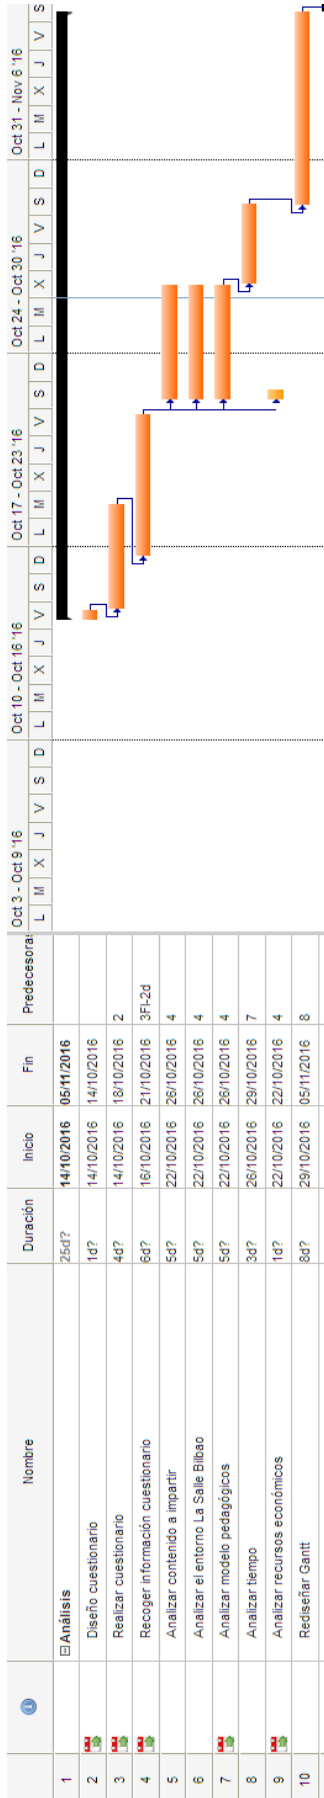 Nombre Duración Inicio Fin Predecesoras Oct 3 - Oct 9 '16 Oct 10 - Oct 16 '16 Oct 17 - Oct 23 '16 Oct 24 - Oct 30 '16 Oct 31 - Nov 6 '16
L M X J V S D L M X J V S D L M X J V S D L M X J V S D L M X J V S
1 Análisis 25d? 14/10/2016 05/11/2016
2 Diseño cuestionario 1d? 14/10/2016 14/10/2016
3 Realizar cuestionario 4d? 14/10/2016 18/10/2016 2
4 Recoger información cuestionario 6d? 16/10/2016 21/10/2016 3FI-2d
5 Analizar contenido a impartir 5d? 22/10/2016 26/10/2016 4
6 Analizar el entorno La Salle Bilbao 5d? 22/10/2016 26/10/2016 4
7 Analizar modelo pedagógicos 5d? 22/10/2016 26/10/2016 4
8 Analizar tiempo 3d? 26/10/2016 29/10/2016 7
9 Analizar recursos económicos 1d? 22/10/2016 22/10/2016 4
10 Rediseñar Gantt 8d? 29/10/2016 05/11/2016 8